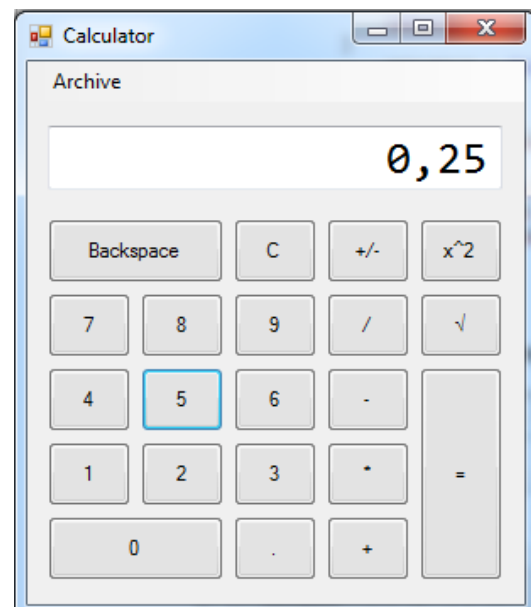 Calculator
Archive
0,25
Backspace C +/- x^2
7 8 9 / √
4 5 6 -
1 2 3 * =
0 . +